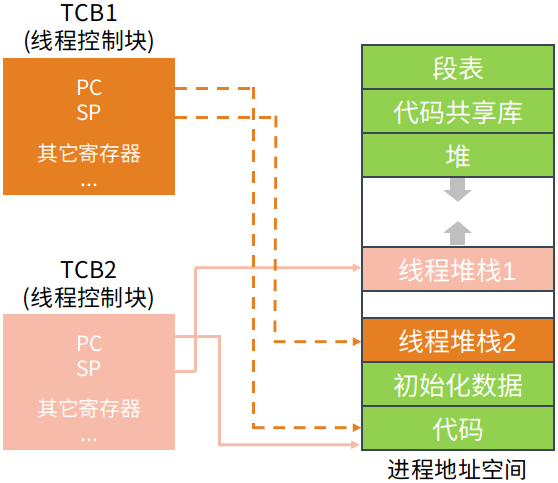 TCB1
(线程控制块)
PC
SP
其它寄存器
...
TCB2
(线程控制块)
PC
SP
其它寄存器
...
段表
代码共享库
堆
线程堆栈1
线程堆栈2
初始化数据
代码
进程地址空间